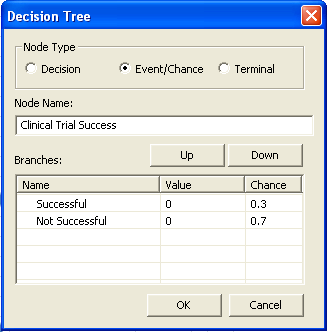 Decision Tree
Node Type
Decision Event/Chance Terminal
Node Name:
Clinical Trial Success
Branches: Up Down
Name Value Chance
Successful 0 0.3
Not Successful 0 0.7
OK Cancel